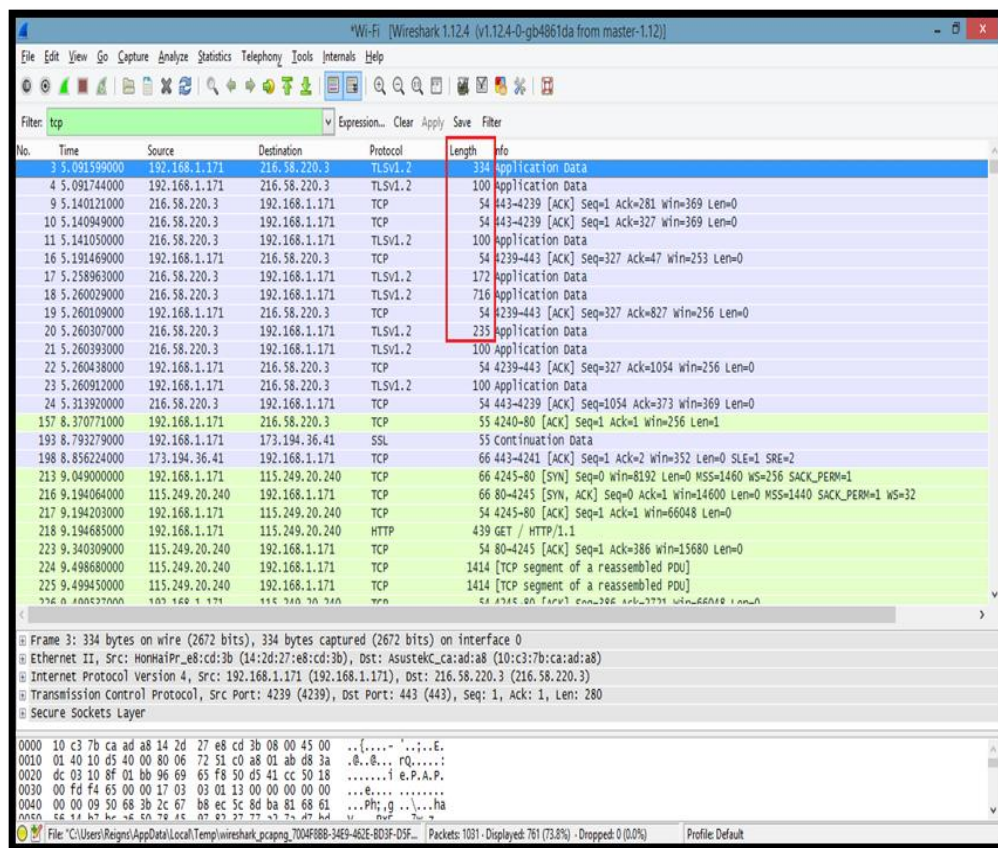 *Wi-Fi [Wireshark 1.12.4 (v1.12.4-0-gb4861da from master-1.12)]
File Edit View Go Capture Analyze Statistics Telephony Tools Internals Help
Filter: tcp Expression... Clear Apply Save Filter
No. Time Source Destination Protocol Length Info
3 5.091599000 192.168.1.171 216.58.220.3 TLSv1.2 334 Application Data
4 5.091744000 192.168.1.171 216.58.220.3 TLSv1.2 100 Application Data
9 5.140121000 216.58.220.3 192.168.1.171 TCP 54 443→4239 [ACK] Seq=1 Ack=281 Win=369 Len=0
10 5.140949000 216.58.220.3 192.168.1.171 TCP 54 443→4239 [ACK] Seq=1 Ack=327 Win=369 Len=0
11 5.141050000 216.58.220.3 192.168.1.171 TLSv1.2 100 Application Data
16 5.191469000 192.168.1.171 216.58.220.3 TCP 54 4239→443 [ACK] Seq=327 Ack=47 Win=253 Len=0
17 5.258963000 216.58.220.3 192.168.1.171 TLSv1.2 172 Application Data
18 5.260029000 216.58.220.3 192.168.1.171 TLSv1.2 716 Application Data
19 5.260109000 192.168.1.171 216.58.220.3 TCP 54 4239→443 [ACK] Seq=327 Ack=827 Win=256 Len=0
20 5.260307000 216.58.220.3 192.168.1.171 TLSv1.2 235 Application Data
21 5.260393000 216.58.220.3 192.168.1.171 TLSv1.2 100 Application Data
22 5.260438000 192.168.1.171 216.58.220.3 TCP 54 4239→443 [ACK] Seq=327 Ack=1054 Win=256 Len=0
23 5.260912000 192.168.1.171 216.58.220.3 TLSv1.2 100 Application Data
24 5.313920000 216.58.220.3 192.168.1.171 TCP 54 443→4239 [ACK] Seq=1054 Ack=373 Win=369 Len=0
157 8.370771000 192.168.1.171 216.58.220.3 TCP 55 4240→80 [ACK] Seq=1 Ack=1 Win=256 Len=1
193 8.793279000 192.168.1.171 173.194.36.41 SSL 55 Continuation Data
198 8.856224000 173.194.36.41 192.168.1.171 TCP 66 443→4241 [ACK] Seq=1 Ack=2 Win=352 Len=0 SLE=1 SRE=2
213 9.049000000 192.168.1.171 115.249.20.240 TCP 66 4245→80 [SYN] Seq=0 Win=8192 Len=0 MSS=1460 WS=256 SACK_PERM=1
216 9.194064000 115.249.20.240 192.168.1.171 TCP 66 80→4245 [SYN, ACK] Seq=0 Ack=1 Win=14600 Len=0 MSS=1440 SACK_PERM=1 WS=32
217 9.194203000 192.168.1.171 115.249.20.240 TCP 54 4245→80 [ACK] Seq=1 Ack=1 Win=66048 Len=0
218 9.194685000 192.168.1.171 115.249.20.240 HTTP 439 GET / HTTP/1.1
223 9.340309000 115.249.20.240 192.168.1.171 TCP 54 80→4245 [ACK] Seq=1 Ack=386 Win=15680 Len=0
224 9.498680000 115.249.20.240 192.168.1.171 TCP 1414 [TCP segment of a reassembled PDU]
225 9.499450000 115.249.20.240 192.168.1.171 TCP 1414 [TCP segment of a reassembled PDU]
Frame 3: 334 bytes on wire (2672 bits), 334 bytes captured (2672 bits) on interface 0
Ethernet II, Src: HonHaiPr_e8:cd:3b (14:2d:27:e8:cd:3b), Dst: AsustekC_ca:ad:a8 (10:c3:7b:ca:ad:a8)
Internet Protocol Version 4, Src: 192.168.1.171 (192.168.1.171), Dst: 216.58.220.3 (216.58.220.3)
Transmission Control Protocol, Src Port: 4239 (4239), Dst Port: 443 (443), Seq: 1, Ack: 1, Len: 280
Secure Sockets Layer
0000 10 c3 7b ca ad a8 14 2d 27 e8 cd 3b 08 00 45 00 ..{....- '..;..E.
0010 01 40 10 d5 40 00 80 06 72 51 c0 a8 01 ab d8 3a .@..@... rQ.....:
0020 dc 03 10 8f 01 bb 96 69 65 f8 50 d5 41 cc 50 18 .......i e.P.A.P.
0030 00 fd f4 65 00 00 17 03 03 01 13 00 00 00 00 00 ...e.... ........
0040 00 00 09 50 68 3b 2c 67 b8 ec 5c 8d ba 81 68 61 ...Ph;,g ..\...ha
File: "C:\Users\Reigns\AppData\Local\Temp\wireshark_pcapng_7004F8BB-34E9-462E-BD3F-D5F... Packets: 1031 · Displayed: 761 (73.8%) · Dropped: 0 (0.0%) Profile: Default